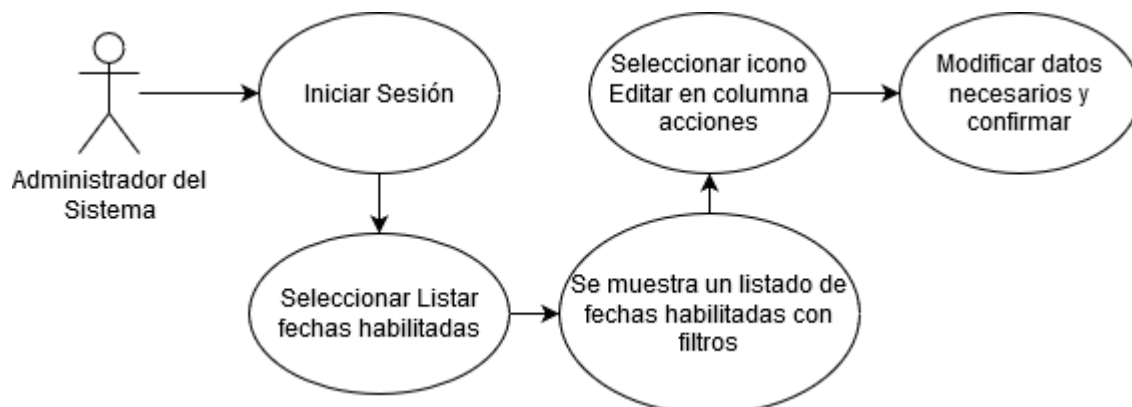 Administrador del
Sistema
Iniciar Sesión
Seleccionar Listar
fechas habilitadas
Se muestra un listado de
fechas habilitadas con
filtros
Seleccionar icono
Editar en columna
acciones
Modificar datos
necesarios y
confirmar